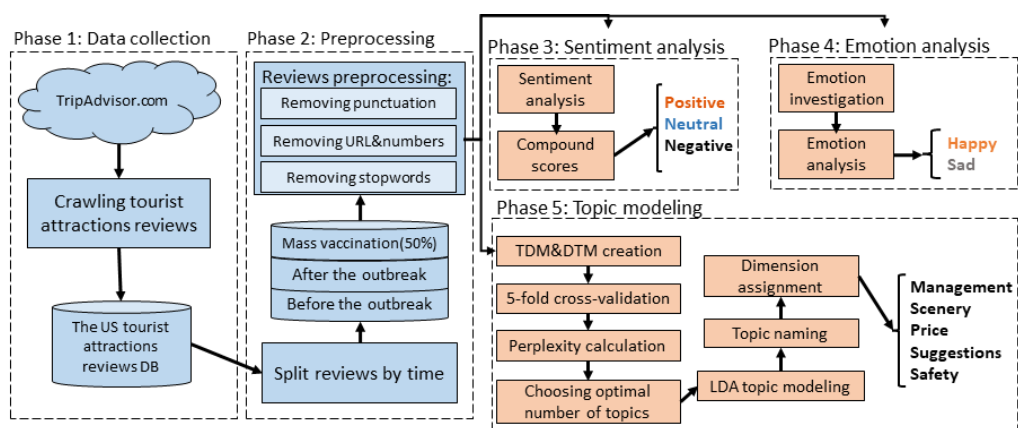 Phase 1: Data collection
TripAdvisor.com
Crawling tourist
attractions reviews
The US tourist
attractions
reviews DB
Phase 2: Preprocessing
Reviews preprocessing:
Removing punctuation
Removing URL&numbers
Removing stopwords
Mass vaccination(50%)
After the outbreak
Before the outbreak
Split reviews by time
Phase 3: Sentiment analysis
Sentiment
analysis
Compound
scores
Positive
Neutral
Negative
Phase 4: Emotion analysis
Emotion
investigation
Emotion
analysis
Happy
Sad
Phase 5: Topic modeling
TDM&DTM creation
5-fold cross-validation
Perplexity calculation
Choosing optimal
number of topics
LDA topic modeling
Topic naming
Dimension
assignment
Management
Scenery
Price
Suggestions
Safety